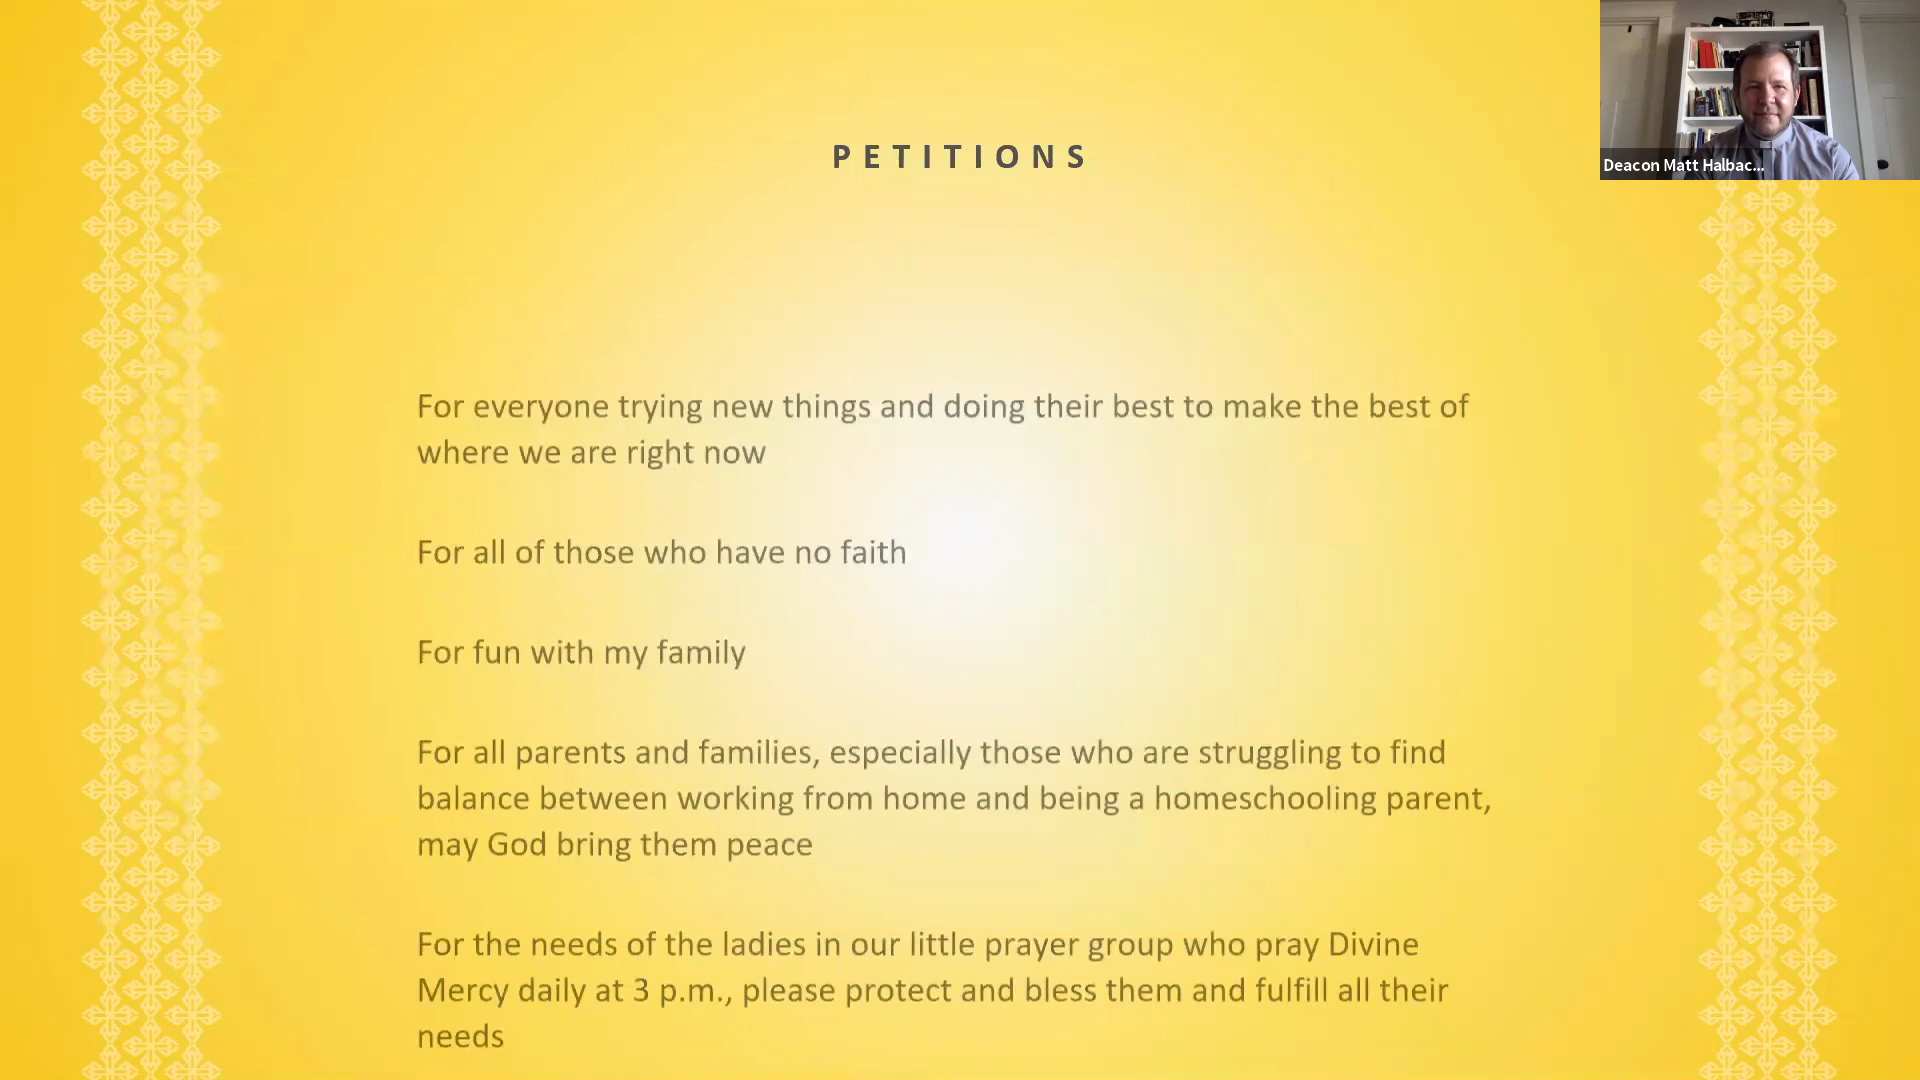 PETITIONS
Deacon Matt Halbac...
For everyone trying new things and doing their best to make the best of
where we are right now
For all of those who have no faith
For fun with my family
For all parents and families, especially those who are struggling to find
balance between working from home and being a homeschooling parent,
may God bring them peace
For the needs of the ladies in our little prayer group who pray Divine
Mercy daily at 3 p.m., please protect and bless them and fulfill all their
needs